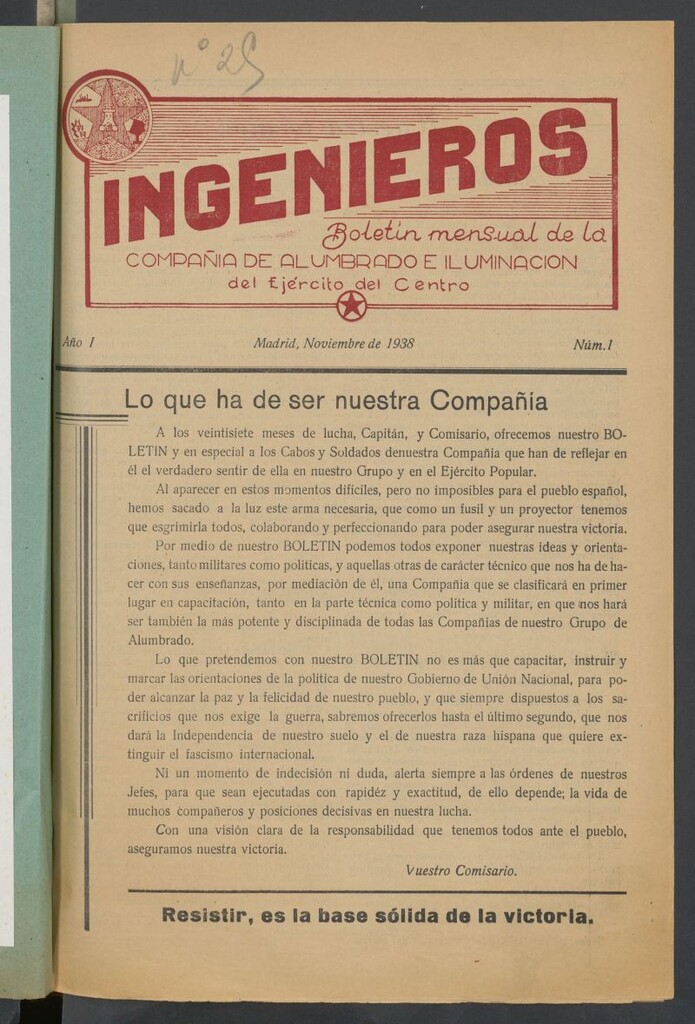 nº 25
INGENIEROS
Boletín mensual de la
COMPAÑIA DE ALUMBRADO E ILUMINACION
del Ejército del Centro
Año I Madrid, Noviembre de 1938 Núm.1
Lo que ha de ser nuestra Compañía
A los veintisiete meses de lucha, Capitán, y Comisario, ofrecemos nuestro BO-
LETIN y en especial a los Cabos y Soldados denuestra Compañía que han de reflejar en
él el verdadero sentir de ella en nuestro Grupo y en el Ejército Popular.
Al aparecer en estos momentos difíciles, pero no imposibles para el pueblo español,
hemos sacado a la luz este arma necesaria, que como un fusil y un proyector tenemos
que esgrimirla todos, colaborando y perfeccionando para poder asegurar nuestra victoria.
Por medio de nuestro BOLETIN podemos todos exponer nuestras ideas y orienta-
ciones, tanto militares como políticas, y aquellas otras de carácter técnico que nos ha de ha-
cer con sus enseñanzas, por mediación de él, una Compañía que se clasificará en primer
lugar en capacitación, tanto en la parte técnica como política y militar, en que nos hará
ser también la más potente y disciplinada de todas las Compañias de nuestro Grupo de
Alumbrado.
Lo que pretendemos con nuestro BOLETIN no es más que capacitar, instruir y
marcar las orientaciones de la política de nuestro Gobierno de Unión Nacional, para po-
der alcanzar la paz y la felicidad de nuestro pueblo, y que siempre dispuestos a los sa-
crificios que nos exige la guerra, sabremos ofrecerlos hasta el último segundo, que nos
dará la Independencia de nuestro suelo y el de nuestra raza hispana que quiere ex-
tinguir el fascismo internacional.
Ni un momento de indecisión ni duda, alerta siempre a las órdenes de nuestros
Jefes, para que sean ejecutadas con rapidéz y exactitud, de ello depende; la vida de
muchos compañeros y posiciones decisivas en nuestra lucha.
Con una visión clara de la responsabilidad que tenemos todos ante el pueblo,
aseguramos nuestra victoria.
Vuestro Comisario.
Resistir, es la base sólida de la victoria.